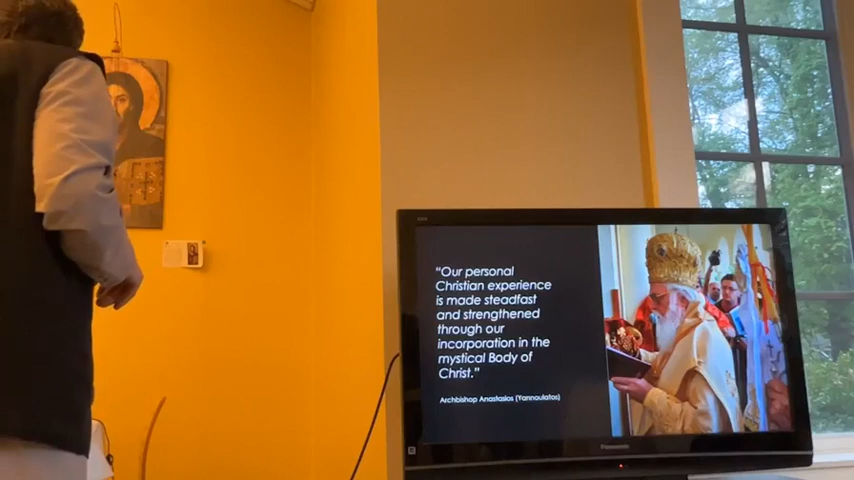 “Our personal
Christian experience
is made steadfast
and strengthened
through our
incorporation in the
mystical Body of
Christ.”
Archbishop Anastasios (Yannoulatos)
Panasonic